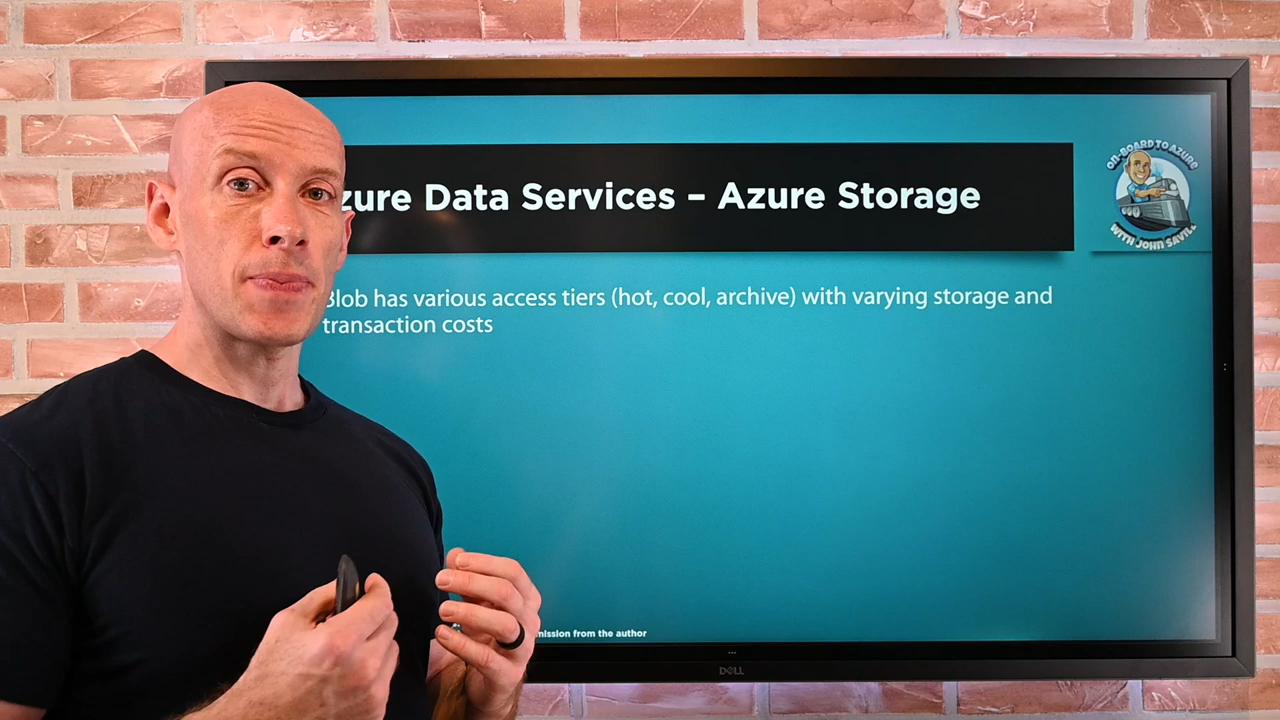 zure Data Services – Azure Storage
ON-BOARD TO AZURE
WITH JOHN SAVILL
Blob has various access tiers (hot, cool, archive) with varying storage and
transaction costs
mission from the author
DELL